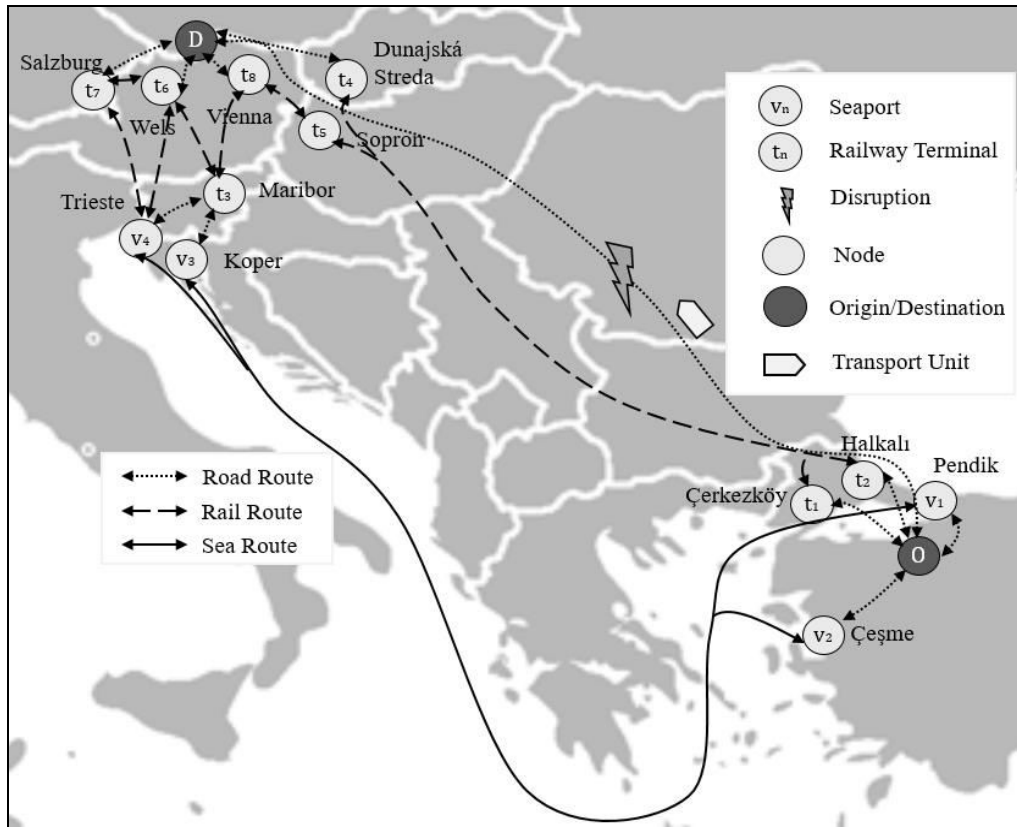 D
Salzburg
Dunajská
Streda
t₈
t₆
t₄
t₇
Vienna
Wels
t₅
Sopron
Trieste
t₃
Maribor
v₄
v₃
Koper
vₙ
Seaport
tₙ
Railway Terminal
Disruption
Node
Origin/Destination
Transport Unit
Halkalı
Pendik
t₂
Çerkezköy
t₁
v₁
O
v₂
Çeşme
Road Route
Rail Route
Sea Route